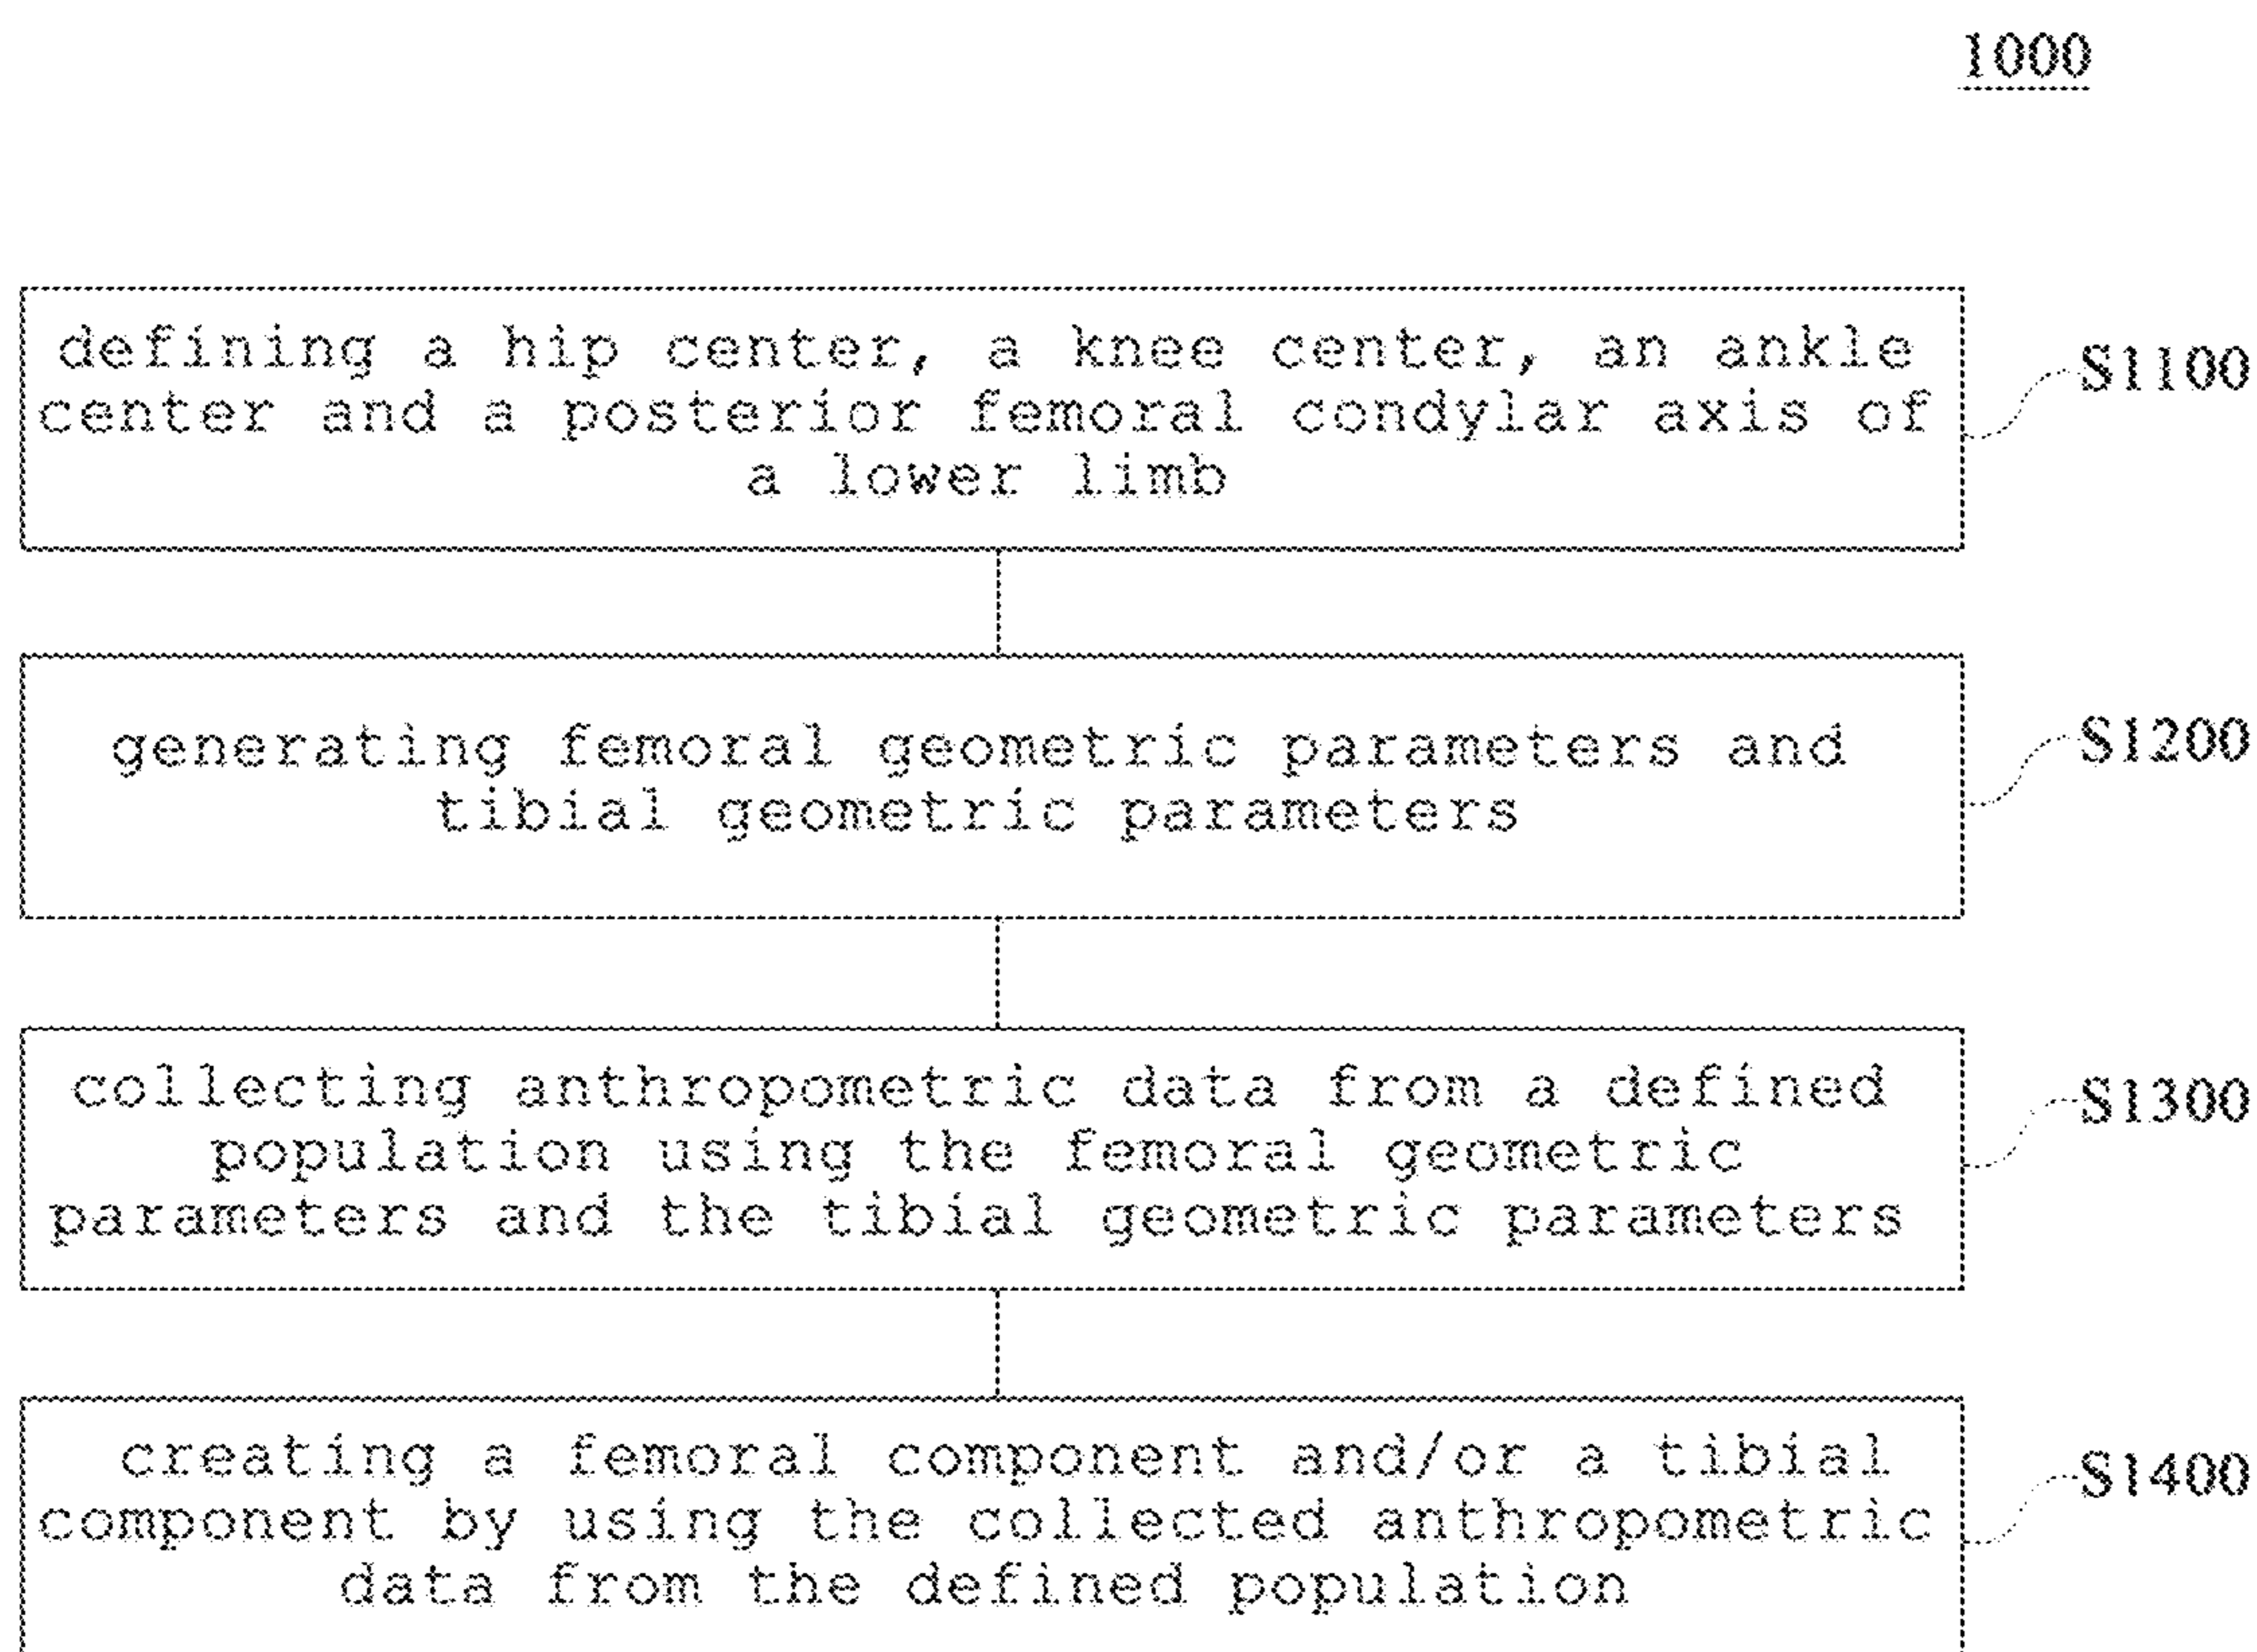 1000
defining a hip center, a knee center, an ankle
center and a posterior femoral condylar axis of
a lower limb
S1100
generating femoral geometric parameters and
tibial geometric parameters
S1200
collecting anthropometric data from a defined
population using the femoral geometric
parameters and the tibial geometric parameters
S1300
creating a femoral component and/or a tibial
component by using the collected anthropometric
data from the defined population
S1400